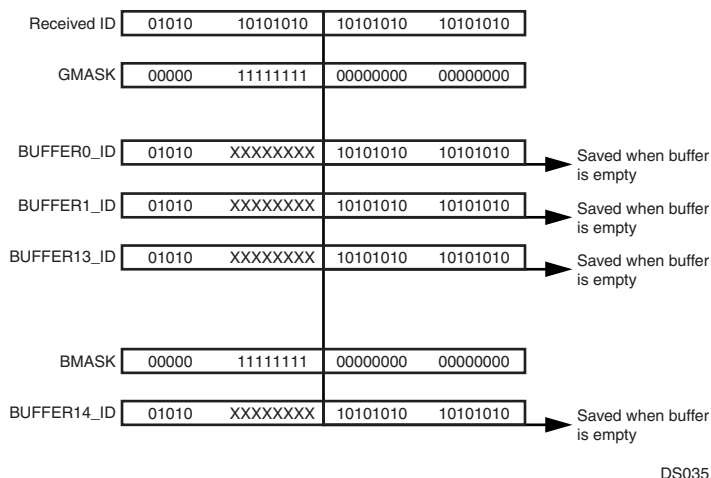 Received ID 01010 10101010 10101010 10101010
GMASK 00000 11111111 00000000 00000000
BUFFER0_ID 01010 XXXXXXXX 10101010 10101010
Saved when buffer
is empty
BUFFER1_ID 01010 XXXXXXXX 10101010 10101010
Saved when buffer
is empty
BUFFER13_ID 01010 XXXXXXXX 10101010 10101010
Saved when buffer
is empty
BMASK 00000 11111111 00000000 00000000
BUFFER14_ID 01010 XXXXXXXX 10101010 10101010
Saved when buffer
is empty
DS035